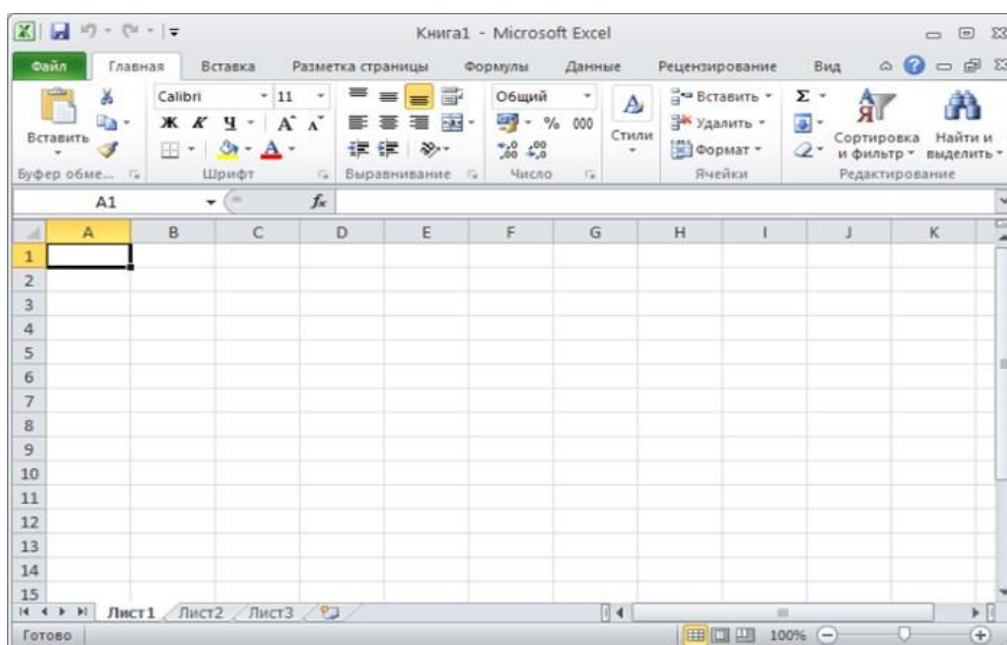 Книга1 - Microsoft Excel
Файл Главная Вставка Разметка страницы Формулы Данные Рецензирование Вид
Calibri 11 Общий Вставить Σ
Вставить Ж К Ч A A % 000 Стили Удалить Сортировка и фильтр Найти и выделить
A ,00 ,00 Формат
Буфер обме... Шрифт Выравнивание Число Ячейки Редактирование
A1 fx
A B C D E F G H I J K
1
2
3
4
5
6
7
8
9
10
11
12
13
14
15
Лист1 Лист2 Лист3
Готово 100%